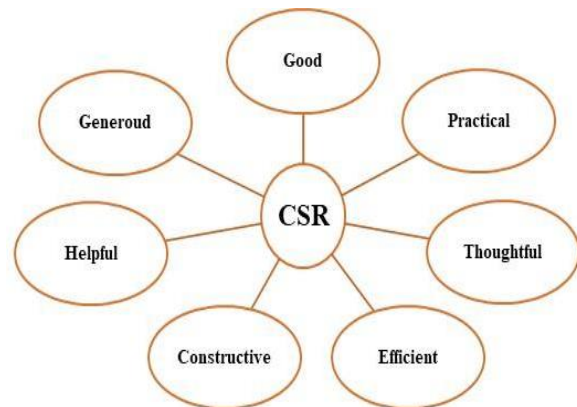 Good
Generoud
Practical
CSR
Helpful
Thoughtful
Constructive
Efficient